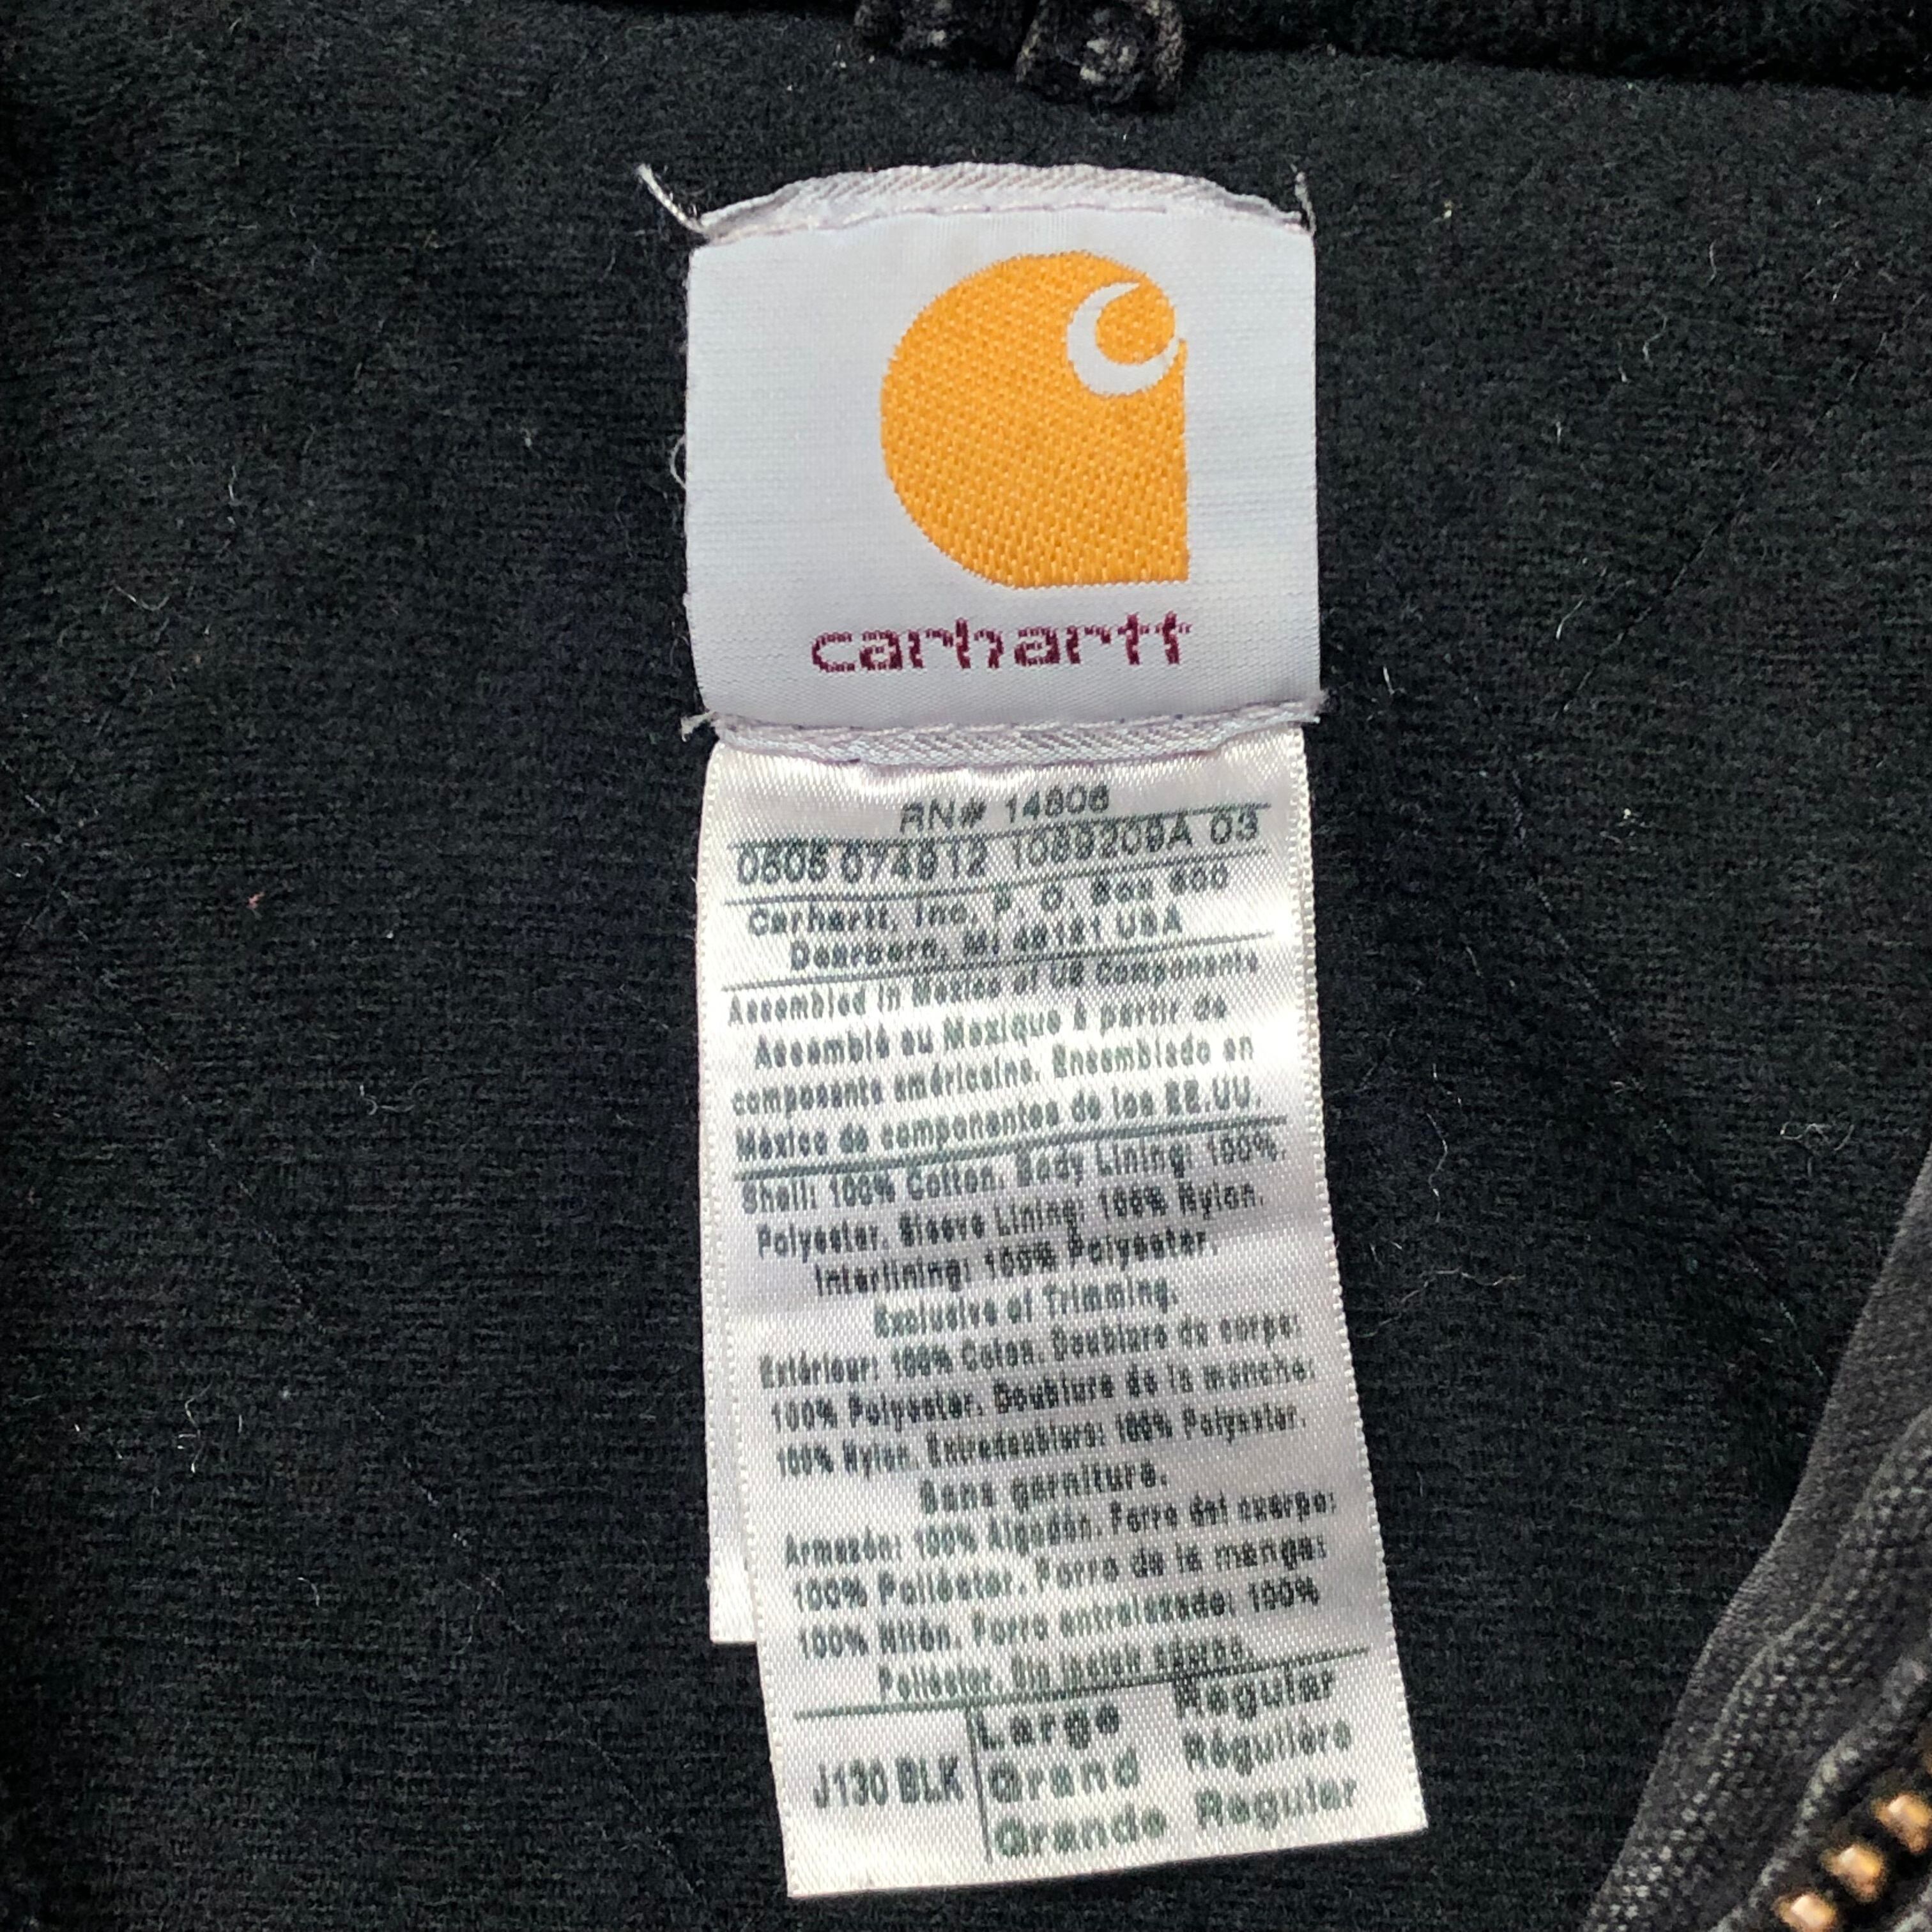 carhartt
RN# 14806
0605 074912 1089209A 03
Carhartt, Inc. P. O. Box 600
Dearborn, MI 48121 USA
Assembled in Mexico of US Components
Assemblé au Mexique à partir de
composants américains. Ensamblado en
México de componentes de los EE.UU.
Shell: 100% Cotton. Body Lining: 100%
Polyester. Sleeve Lining: 100% Nylon.
Interlining: 100% Polyester.
Exclusive of Trimming.
Extérieur: 100% Coton. Doublure du corps:
100% Polyester. Doublure de la manche:
100% Nylon. Entredoublure: 100% Polyester.
Sans garniture.
Armazón: 100% Algodón. Forro del cuerpo:
100% Poliéster. Forro de la manga:
100% Nilón. Forro entrelazado: 100%
Poliéster. Sin incluir adorno.
J130 BLK
Large Regular
Grand Régulière
Grande Regular